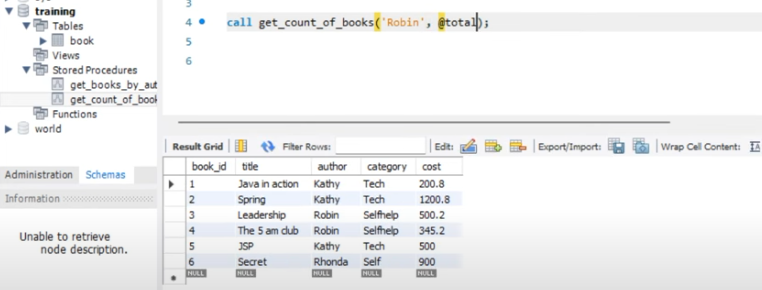 training
Tables
book
Views
Stored Procedures
get_books_by_aut
get_count_of_book
Functions
world
Administration Schemas
Information
Unable to retrieve
node description.
3
4 call get_count_of_books('Robin', @total);
5
6
Result Grid Filter Rows: Edit: Export/Import: Wrap Cell Content:
book_id title author category cost
1 Java in action Kathy Tech 200.8
2 Spring Kathy Tech 1200.8
3 Leadership Robin Selfhelp 500.2
4 The 5 am club Robin Selfhelp 345.2
5 JSP Kathy Tech 500
6 Secret Rhonda Self 900
NULL NULL NULL NULL NULL